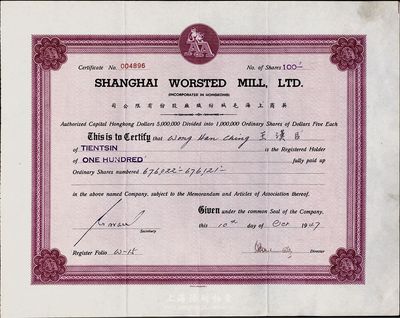 Certificate No. 004896 No. of Shares 100
AA
SHANGHAI WORSTED MILL, LTD.
(INCORPORATED IN HONGKONG)
司公限有份股廠織紡絨毛海上商英
Authorized Capital Hongkong Dollars 5,000,000 Divided into 1,000,000 Ordinary Shares of Dollars Five Each
This is to Certify that Wong Han Ching 王漢臣
of TIENTSIN is the Registered Holder
of ONE HUNDRED fully paid up
Ordinary Shares numbered 676022 - 676121
in the above named Company, subject to the Memorandum and Articles of Association thereof.
Given under the common Seal of the Company,
this 10th day of Oct 1947
Secretary
Director
Register Folio W-15